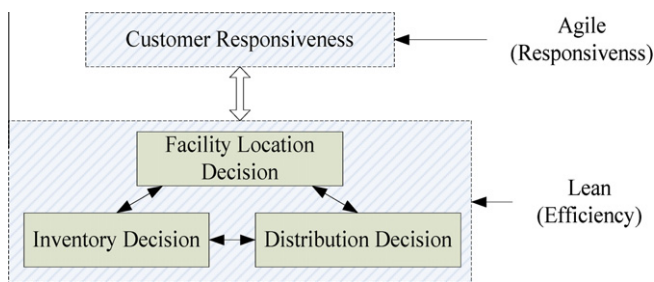 Customer Responsiveness
Agile
(Responsivenss)
Facility Location
Decision
Inventory Decision
Distribution Decision
Lean
(Efficiency)